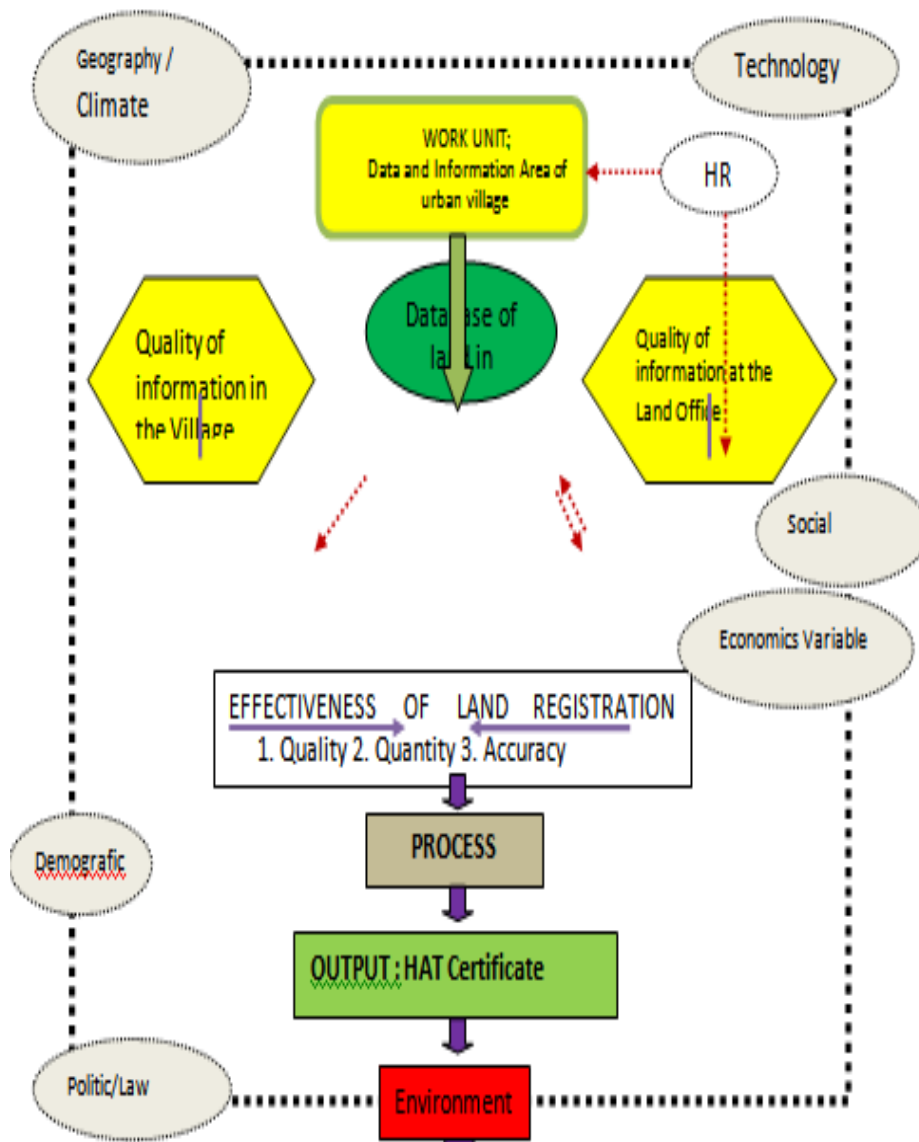 Geography /
Climate
Technology
WORK UNIT;
Data and Information Area of
urban village
HR
Quality of
information in
the Village
of
in
Quality of
information at the
Land Office
Social
Economics Variable
EFFECTIVENESS OF LAND REGISTRATION
1. Quality 2. Quantity 3. Accuracy
PROCESS
Demografic
OUTPUT : HAT Certificate
Politic/Law
Environment